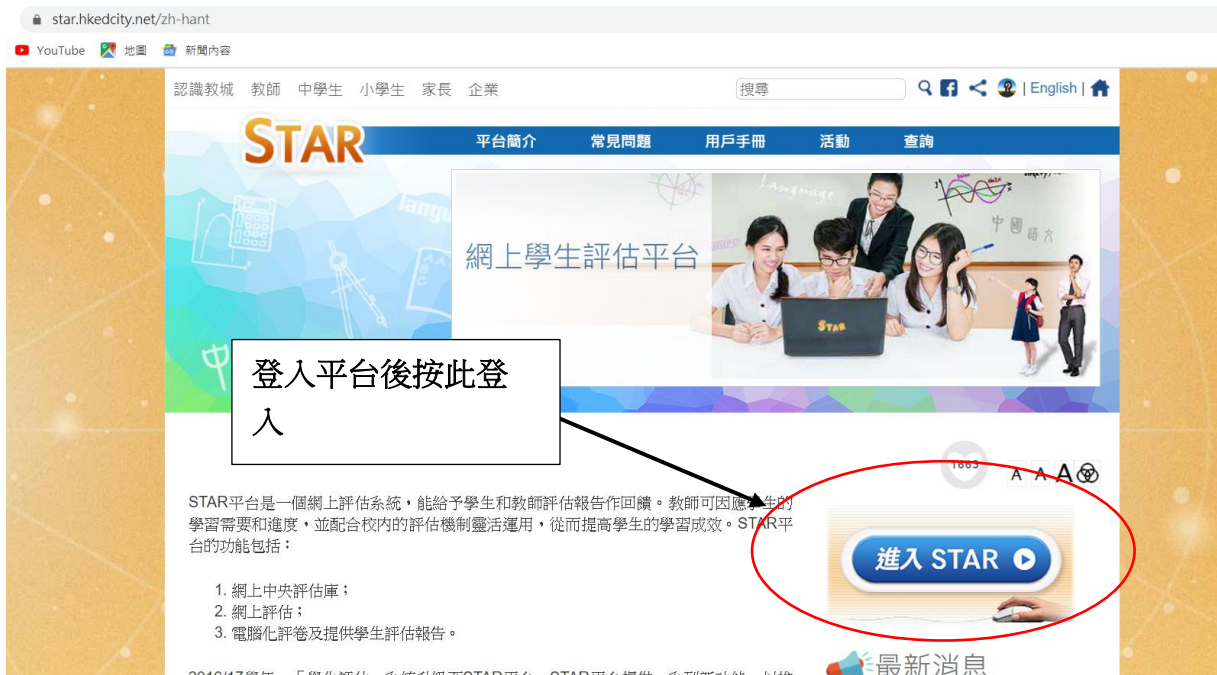 star.hkedcity.net/zh-hant
YouTube 地圖 新聞內容
認識教城 教師 中學生 小學生 家長 企業 搜尋 | English |
STAR 平台簡介 常見問題 用戶手冊 活動 查詢
Language
中國語文
網上學生評估平台
STAR
中
登入平台後按此登
入
1663
A A A
STAR平台是一個網上評估系統，能給予學生和教師評估報告作回饋。教師可因應學生的
學習需要和進度，並配合校內的評估機制靈活運用，從而提高學生的學習成效。STAR平
台的功能包括：
進入 STAR
1. 網上中央評估庫；
2. 網上評估；
3. 電腦化評卷及提供學生評估報告。
最新消息